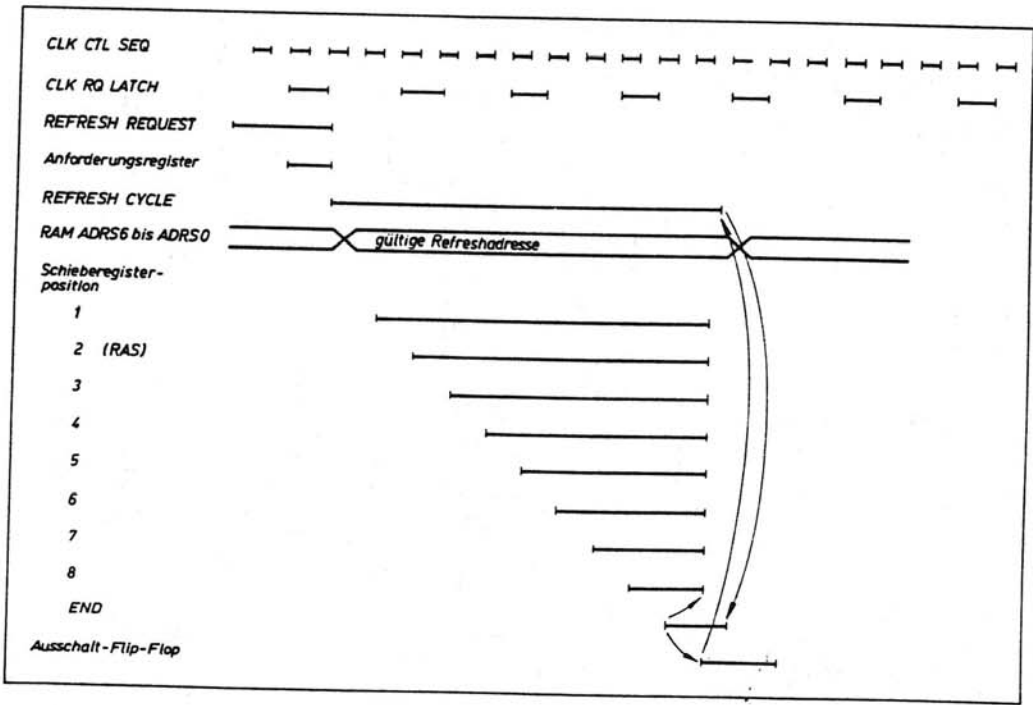 CLK CTL SEQ
CLK RQ LATCH
REFRESH REQUEST
Anforderungsregister
REFRESH CYCLE
RAM ADRS6 bis ADRS0
gültige Refreshadresse
Schieberegister-
position
1
2 (RAS)
3
4
5
6
7
8
END
Ausschalt-Flip-Flop